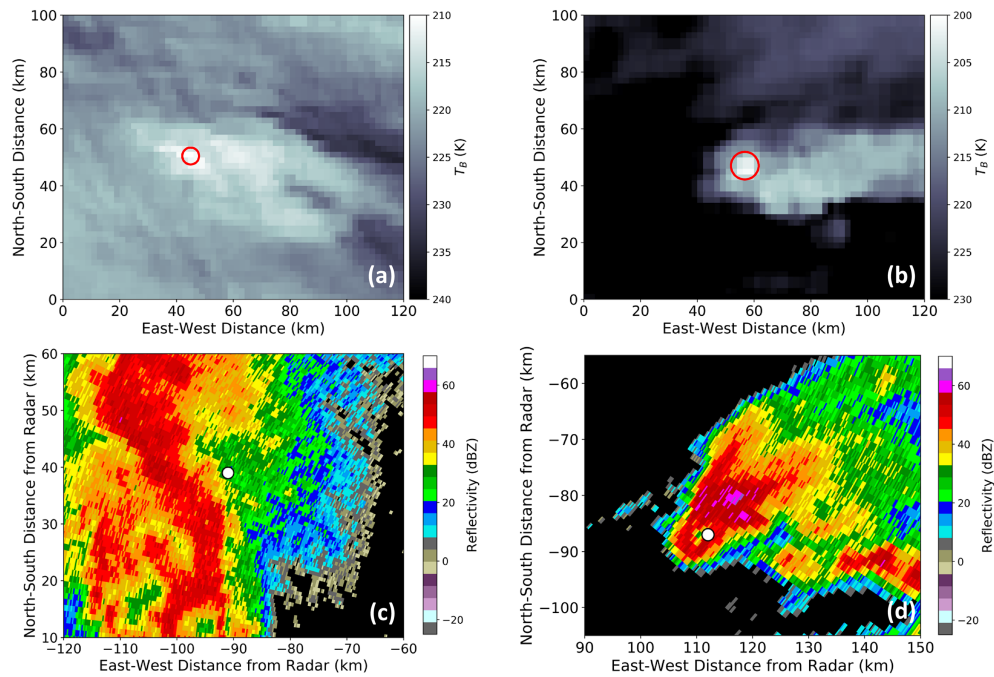 100
80
60
40
20
0
North-South Distance (km)
0 20 40 60 80 100 120
East-West Distance (km)
(a)
210
215
220
225
230
235
240
T_B (K)
100
80
60
40
20
0
North-South Distance (km)
0 20 40 60 80 100 120
East-West Distance (km)
(b)
200
205
210
215
220
225
230
T_B (K)
60
50
40
30
20
10
North-South Distance from Radar (km)
−120 −110 −100 −90 −80 −70 −60
East-West Distance from Radar (km)
(c)
60
40
20
0
−20
Reflectivity (dBZ)
−60
−70
−80
−90
−100
North-South Distance from Radar (km)
90 100 110 120 130 140 150
East-West Distance from Radar (km)
(d)
60
40
20
0
−20
Reflectivity (dBZ)